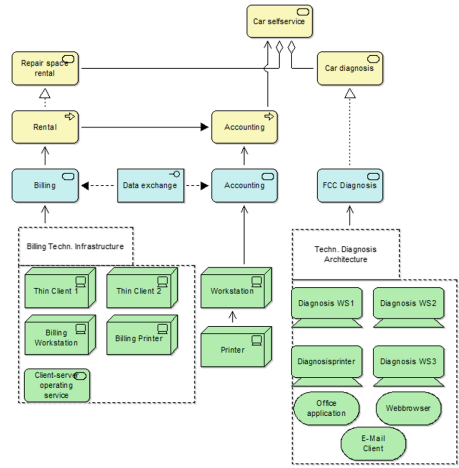 Car selfservice
Repair space
rental
Car diagnosis
Rental
Accounting
Billing
Data exchange
Accounting
FCC Diagnosis
Billing Techn. Infrastructure
Techn. Diagnosis
Architecture
Thin Client 1
Thin Client 2
Workstation
Diagnosis WS1
Diagnosis WS2
Billing
Workstation
Billing Printer
Printer
Diagnosisprinter
Diagnosis WS3
Client-server
operating
service
Office
application
Webbrowser
E-Mail
Client